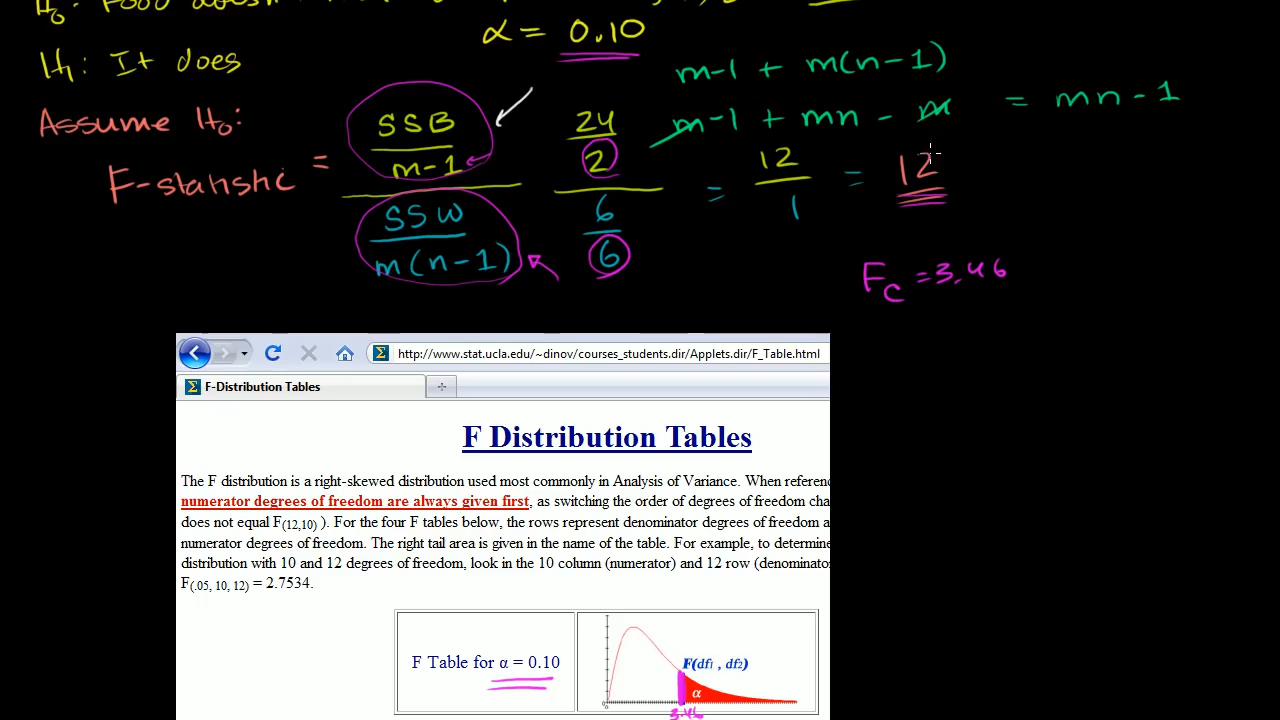 H₀: Food doesn't
α = 0.10
H₁: It does
m-1 + m(n-1)
m-1 + mn - m = mn - 1
Assume H₀:
F-statistic = SSB/m-1 / SSW/m(n-1)
24/2 / 6/6 = 12/1 = 12
F_C = 3.46
http://www.stat.ucla.edu/~dinov/courses_students.dir/Applets.dir/F_Table.html
F-Distribution Tables
F Distribution Tables
The F distribution is a right-skewed distribution used most commonly in Analysis of Variance. When
numerator degrees of freedom are always given first, as switching the order of degrees of freedom
does not equal F(12,10) ). For the four F tables below, the rows represent denominator degrees of freedom
numerator degrees of freedom. The right tail area is given in the name of the table. For example, to determine
distribution with 10 and 12 degrees of freedom, look in the 10 column (numerator) and 12 row
F(.05, 10, 12) = 2.7534.
F Table for α = 0.10
F(df₁ , df₂)
α
3.46